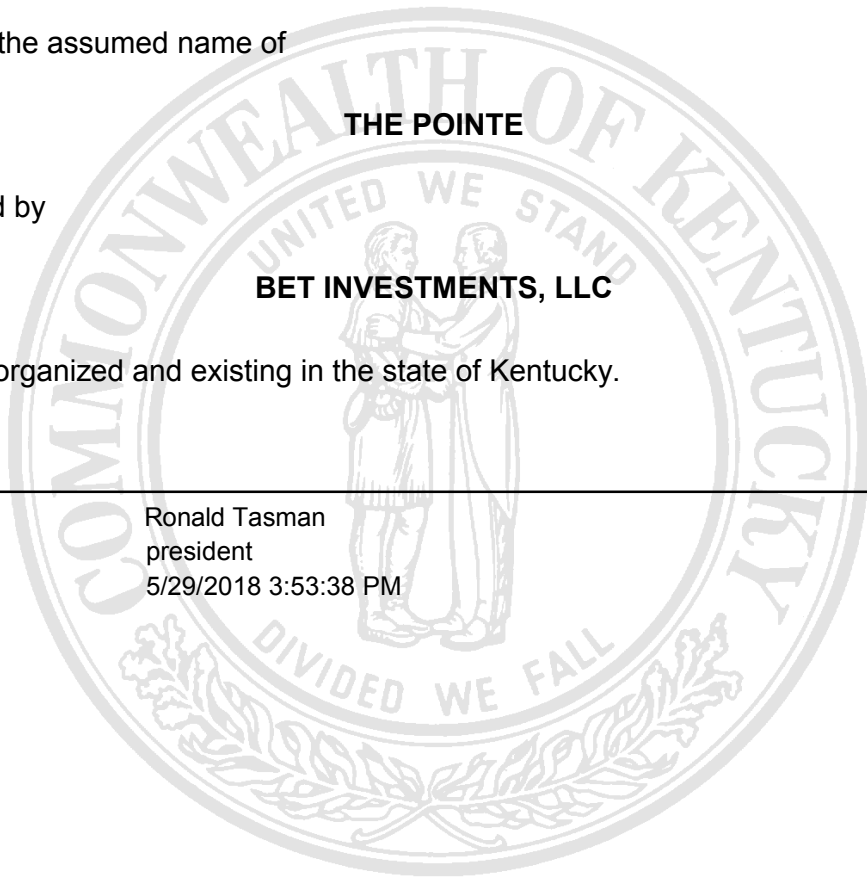 the assumed name of
THE POINTE
d by
BET INVESTMENTS, LLC
organized and existing in the state of Kentucky.
Ronald Tasman
president
5/29/2018 3:53:38 PM
COMMONWEALTH OF KENTUCKY
UNITED WE STAND
DIVIDED WE FALL